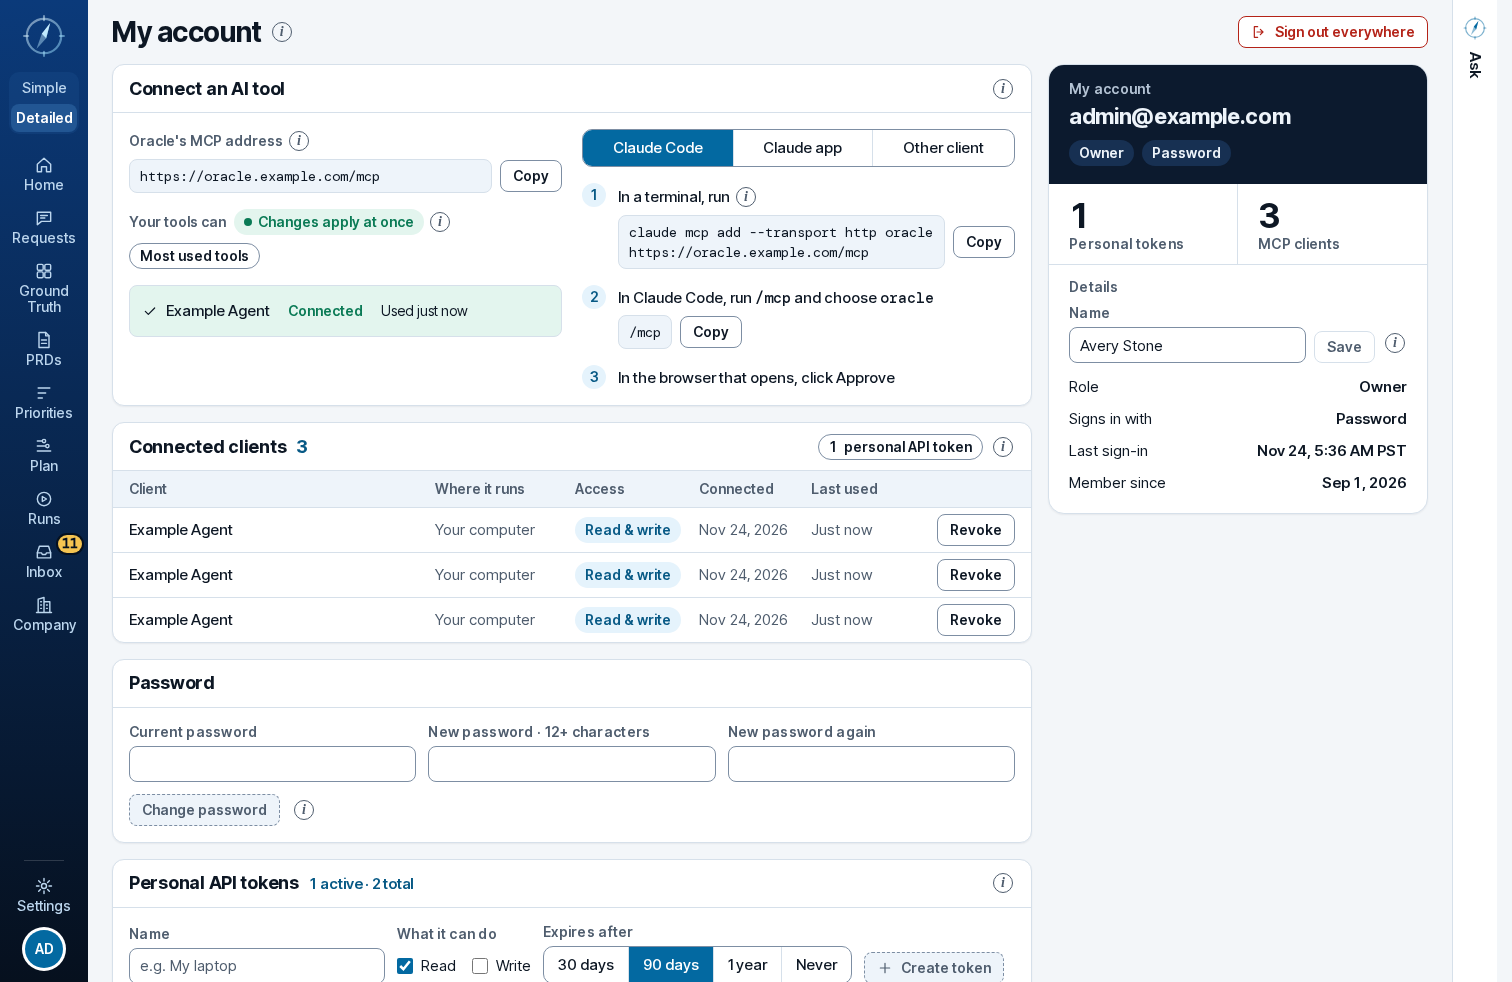 Simple
Detailed
Home
Requests
Ground
Truth
PRDs
Priorities
Plan
Runs
11
Inbox
Company
Settings
AD
My account
i
Sign out everywhere
Connect an AI tool
i
Oracle's MCP address
i
https://oracle.example.com/mcp
Copy
Your tools can
Changes apply at once
i
Most used tools
Example Agent Connected Used just now
Claude Code
Claude app
Other client
1 In a terminal, run
i
claude mcp add --transport http oracle
https://oracle.example.com/mcp
Copy
2 In Claude Code, run /mcp and choose oracle
/mcp
Copy
3 In the browser that opens, click Approve
Connected clients 3
1 personal API token
i
Client Where it runs Access Connected Last used
Example Agent Your computer Read & write Nov 24, 2026 Just now Revoke
Example Agent Your computer Read & write Nov 24, 2026 Just now Revoke
Example Agent Your computer Read & write Nov 24, 2026 Just now Revoke
Password
Current password
New password · 12+ characters
New password again
Change password
i
Personal API tokens 1 active · 2 total
i
Name
e.g. My laptop
What it can do
Read Write
Expires after
30 days 90 days 1 year Never
Create token
My account
admin@example.com
Owner Password
1
Personal tokens
3
MCP clients
Details
Name
Avery Stone
Save
i
Role Owner
Signs in with Password
Last sign-in Nov 24, 5:36 AM PST
Member since Sep 1, 2026
Ask